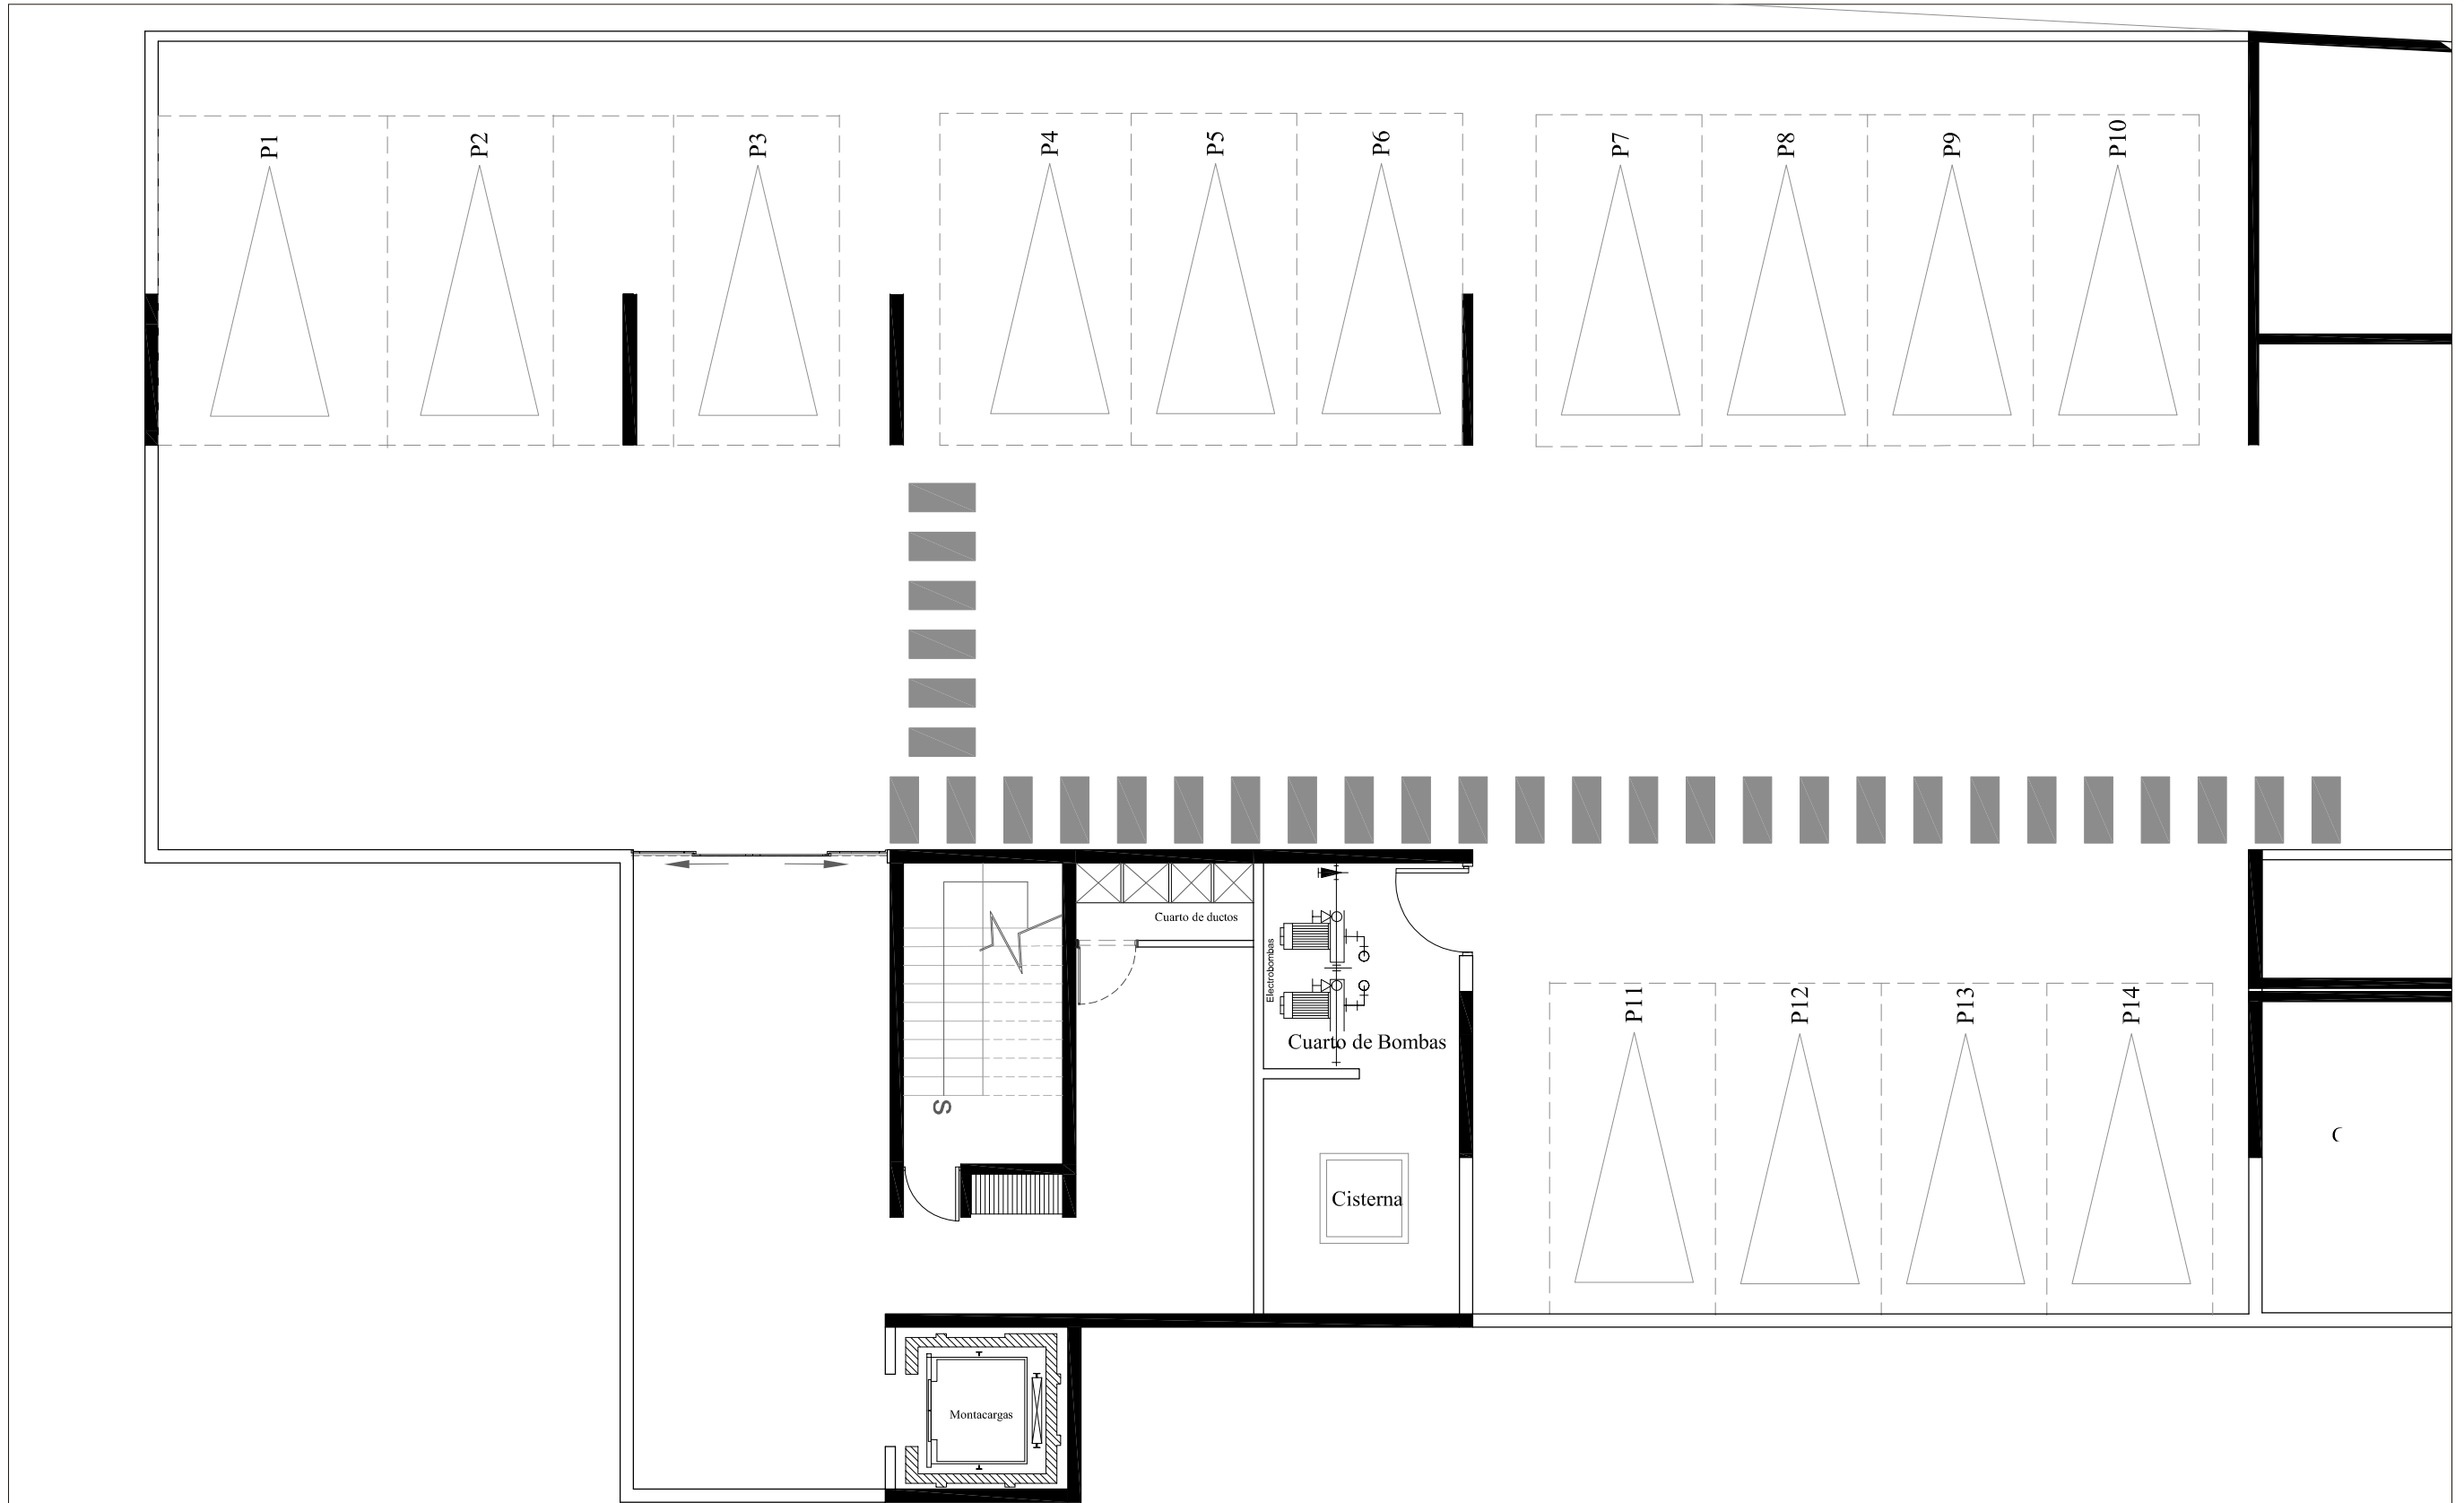 P1
P2
P3
P4
P5
P6
P7
P8
P9
P10
Cuarto de ductos
Electrobombas
Cuarto de Bombas
P11
P12
P13
P14
S
Cisterna
Montacargas